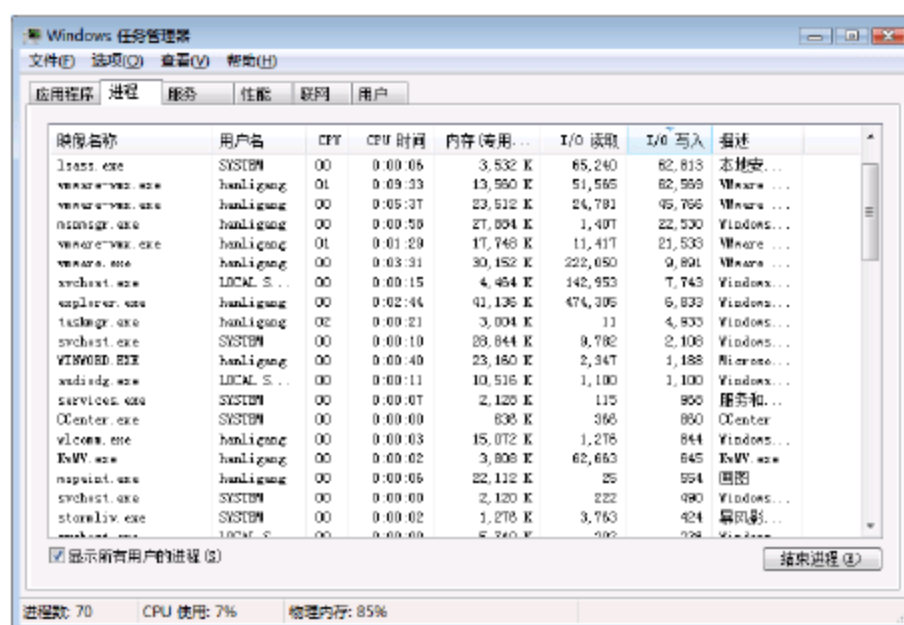 Windows 任务管理器
文件(F) 选项(O) 查看(V) 帮助(H)
应用程序 进程 服务 性能 联网 用户
映像名称 用户名 CPU CPU 时间 内存(专用... I/O 读取 I/O 写入 描述
lsass.exe SYSTEM 00 0:00:06 3,532 K 65,240 62,813 本地安...
vmware-vmx.exe hanligang 01 0:09:33 13,560 K 51,565 62,569 VMware ...
vmware-vmx.exe hanligang 00 0:05:37 23,512 K 24,781 45,766 VMware ...
msnmsgr.exe hanligang 00 0:00:56 27,884 K 1,407 22,530 Windows...
vmware-vmx.exe hanligang 01 0:01:29 17,748 K 11,417 21,533 VMware ...
vmware.exe hanligang 00 0:03:31 30,152 K 222,050 9,891 VMware ...
svchost.exe LOCAL S... 00 0:00:15 4,464 K 142,953 7,743 Windows...
explorer.exe hanligang 00 0:02:44 41,136 K 474,305 6,833 Windows...
taskmgr.exe hanligang 02 0:00:21 3,004 K 11 4,935 Windows...
svchost.exe SYSTEM 00 0:00:10 28,844 K 9,782 2,108 Windows...
WINWORD.EXE hanligang 00 0:00:40 23,160 K 2,347 1,188 Microso...
audiodg.exe LOCAL S... 00 0:00:11 10,516 K 1,100 1,100 Windows...
services.exe SYSTEM 00 0:00:07 2,128 K 115 968 服务和...
CCenter.exe SYSTEM 00 0:00:00 636 K 366 860 CCenter
wlcomm.exe hanligang 00 0:00:03 15,072 K 1,276 844 Windows...
KvMV.exe hanligang 00 0:00:02 3,808 K 62,663 645 KvMV.exe
mspaint.exe hanligang 00 0:00:06 22,112 K 25 554 画图
svchost.exe SYSTEM 00 0:00:00 2,120 K 222 490 Windows...
stormliv.exe SYSTEM 00 0:00:02 1,276 K 3,763 424 暴风影...
显示所有用户的进程(S) 结束进程(E)
进程数: 70 CPU 使用: 7% 物理内存: 85%